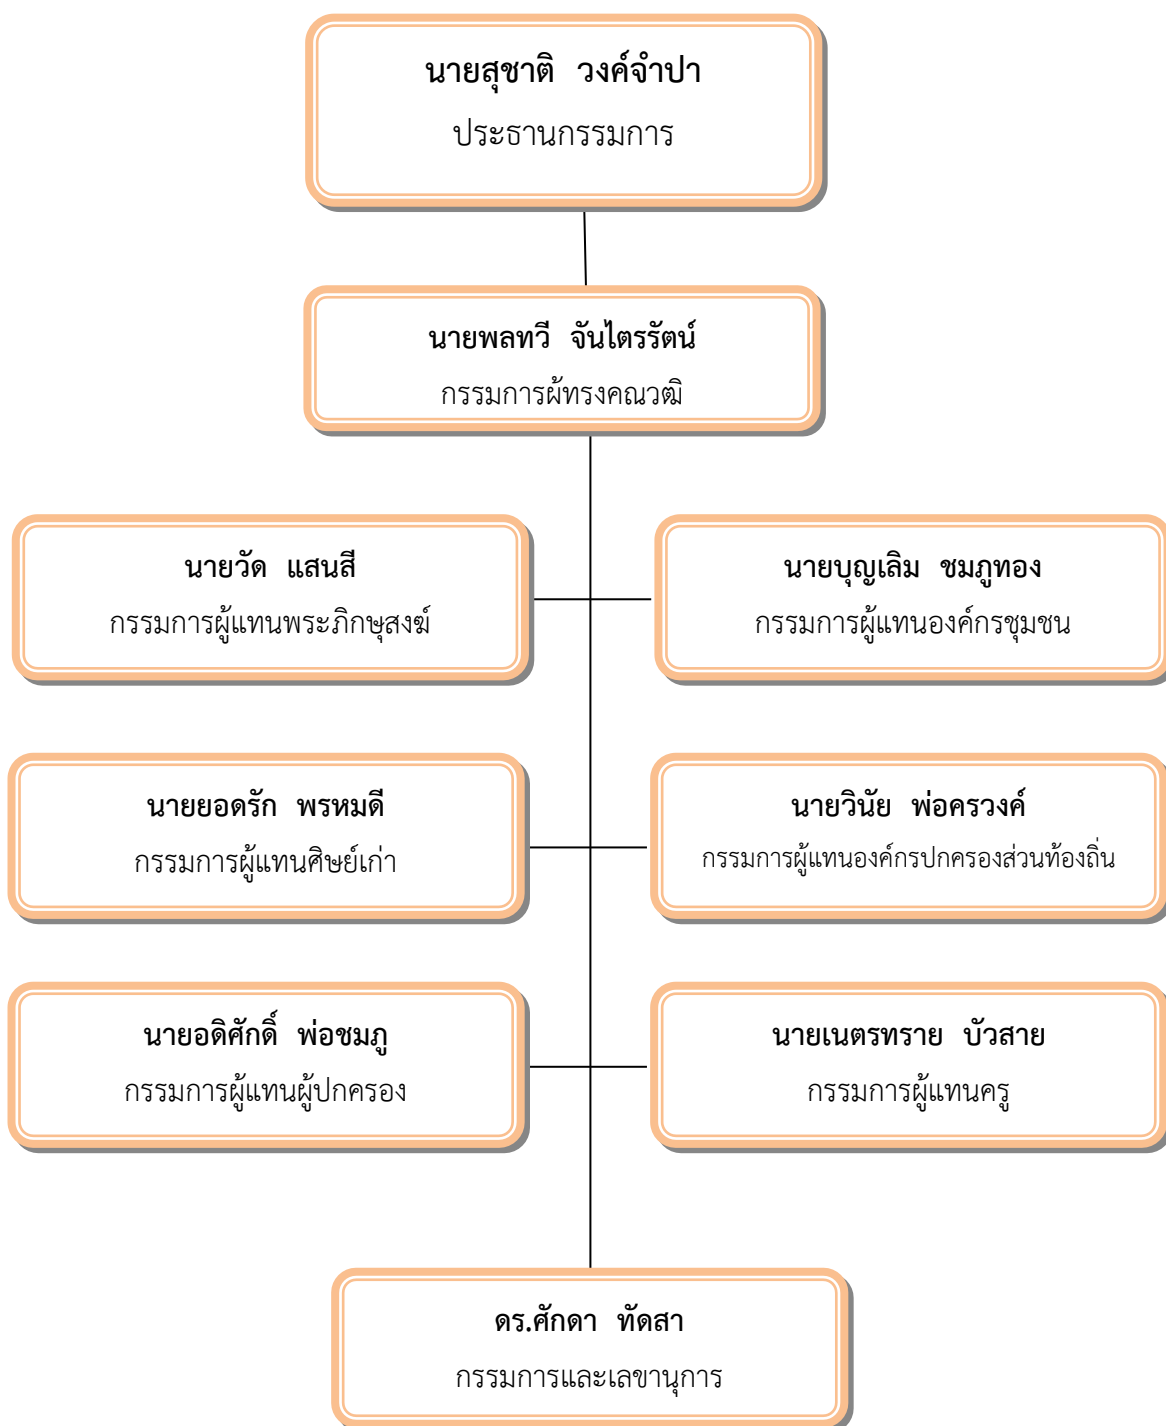 นายสุชาติ วงค์จำปา
ประธานกรรมการ
นายพลทวี จันไตรรัตน์
กรรมการผู้ทรงคุณวุฒิ
นายวัด แสนสี
กรรมการผู้แทนพระภิกษุสงฆ์
นายบุญเลิม ชมภูทอง
กรรมการผู้แทนองค์กรชุมชน
นายยอดรัก พรหมดี
กรรมการผู้แทนศิษย์เก่า
นายวินัย พ่อครวงค์
กรรมการผู้แทนองค์กรปกครองส่วนท้องถิ่น
นายอดิศักดิ์ พ่อชมภู
กรรมการผู้แทนผู้ปกครอง
นายเนตรทราย บัวสาย
กรรมการผู้แทนครู
ดร.ศักดา ทัดสา
กรรมการและเลขานุการ